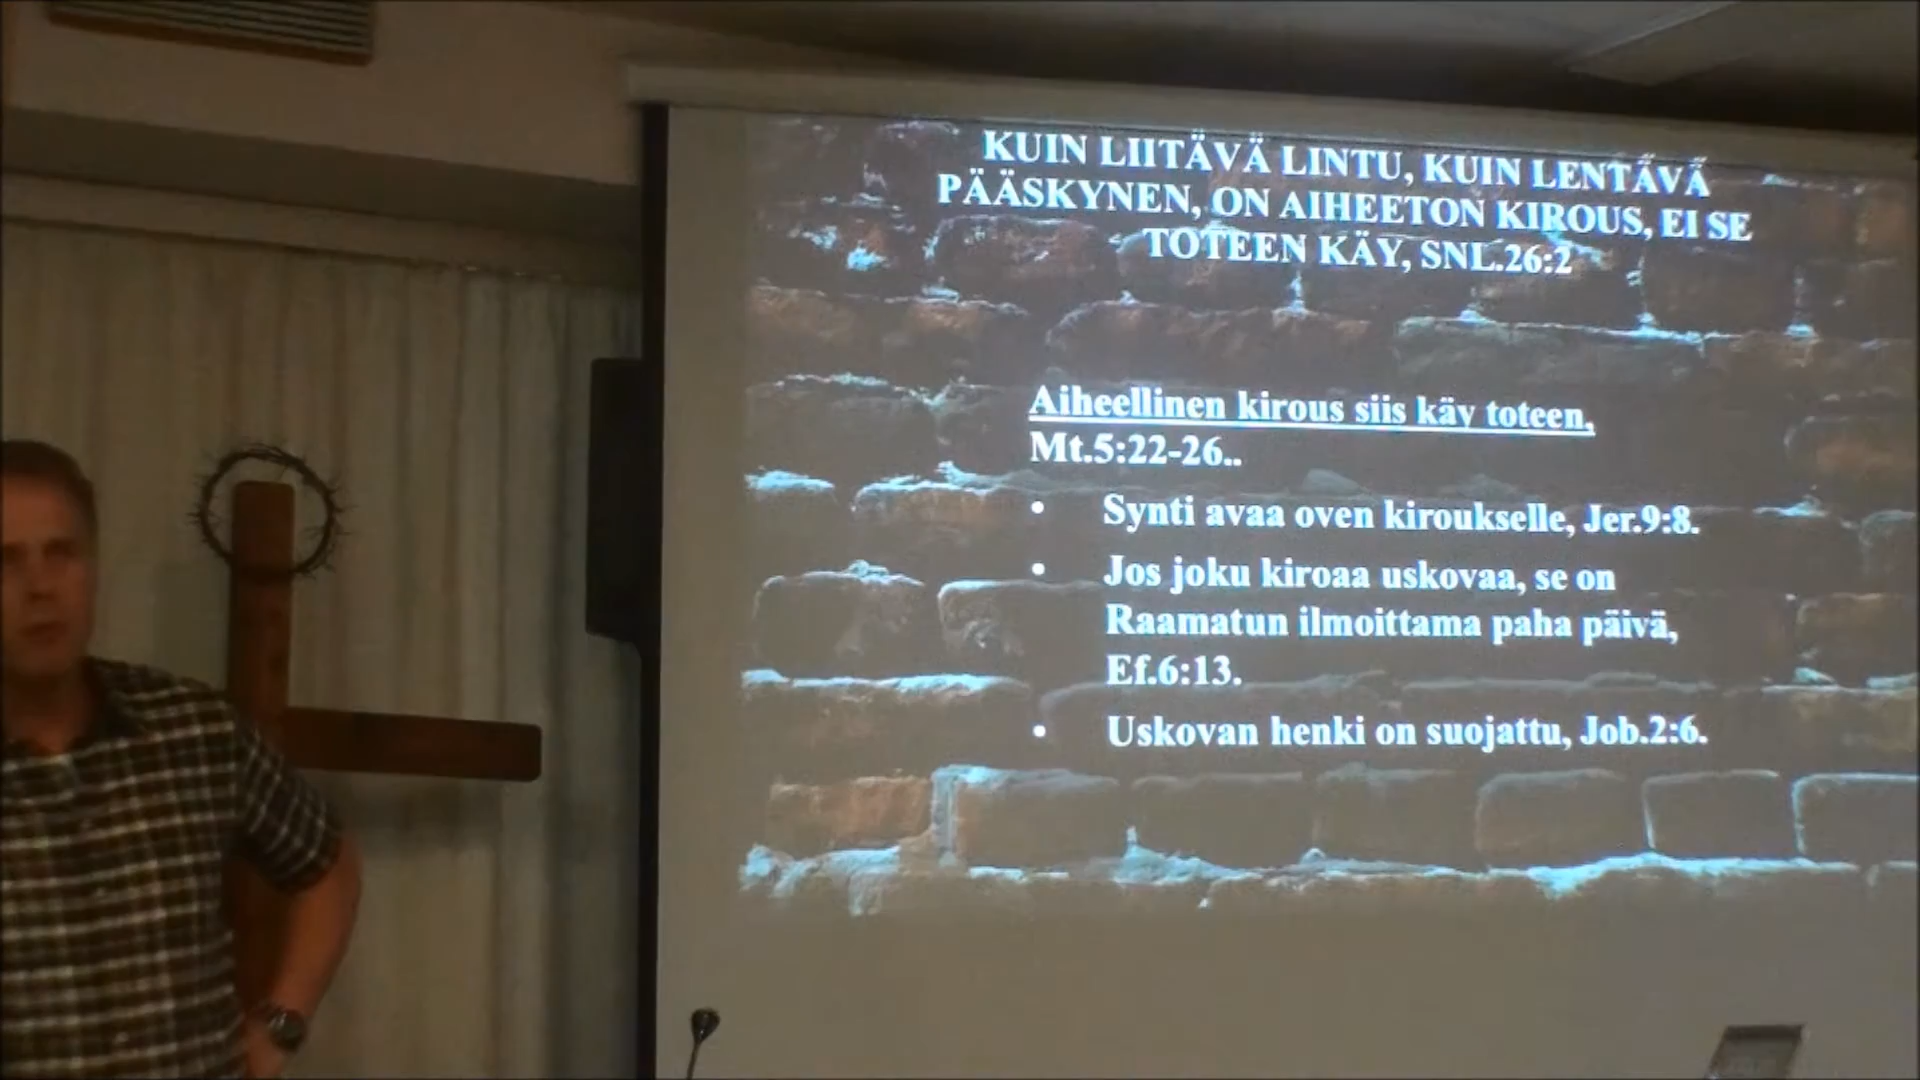 KUIN LIITÄVÄ LINTU, KUIN LENTÄVÄ
PÄÄSKYNEN, ON AIHEETON KIROUS, EI SE
TOTEEN KÄY, SNL.26:2
Aiheellinen kirous siis käy toteen,
Mt.5:22-26..
• Synti avaa oven kiroukselle, Jer.9:8.
• Jos joku kiroaa uskovaa, se on
Raamatun ilmoittama paha päivä,
Ef.6:13.
• Uskovan henki on suojattu, Job.2:6.